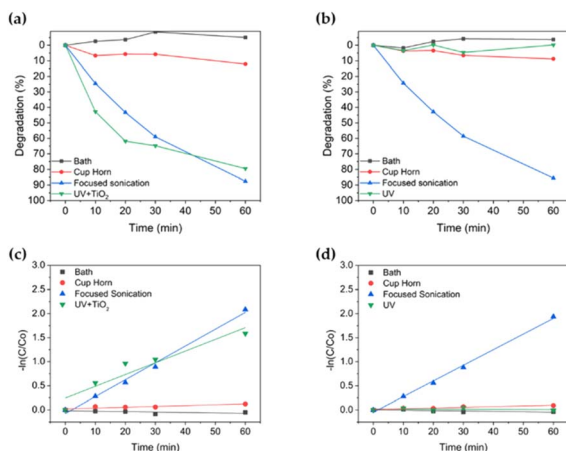 (a)
0
10
20
30
40
50
60
70
80
90
100
Degradation (%)
Bath
Cup Horn
Focused sonication
UV+TiO₂
0 10 20 30 40 50 60
Time (min)
(b)
0
10
20
30
40
50
60
70
80
90
100
Degradation (%)
Bath
Cup Horn
Focused sonication
UV
0 10 20 30 40 50 60
Time (min)
(c)
3.0
2.5
2.0
1.5
1.0
0.5
0.0
-ln(C/Co)
Bath
Cup Horn
Focused Sonication
UV+TiO₂
0 10 20 30 40 50 60
Time (min)
(d)
3.0
2.5
2.0
1.5
1.0
0.5
0.0
-ln(C/Co)
Bath
Cup Horn
Focused Sonication
UV
0 10 20 30 40 50 60
Time (min)